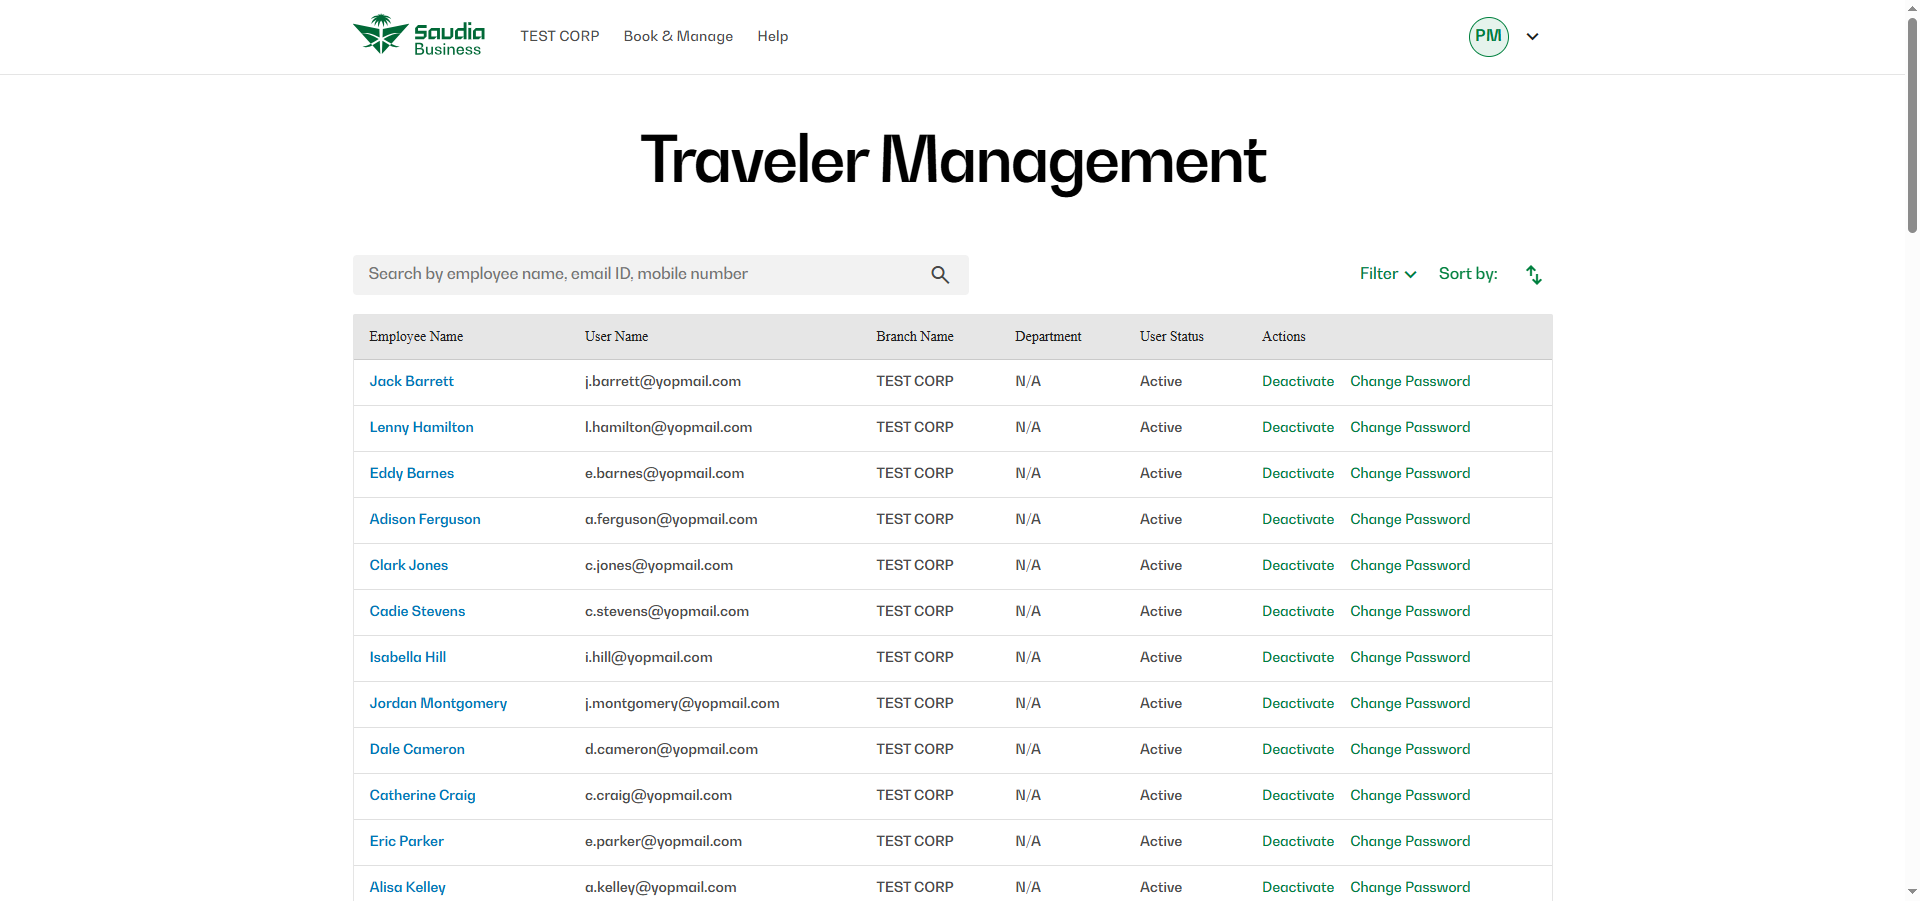 Saudia
Business
TEST CORP Book & Manage Help
PM
Traveler Management
Search by employee name, email ID, mobile number
Filter Sort by:
Employee Name User Name Branch Name Department User Status Actions
Jack Barrett j.barrett@yopmail.com TEST CORP N/A Active Deactivate Change Password
Lenny Hamilton l.hamilton@yopmail.com TEST CORP N/A Active Deactivate Change Password
Eddy Barnes e.barnes@yopmail.com TEST CORP N/A Active Deactivate Change Password
Adison Ferguson a.ferguson@yopmail.com TEST CORP N/A Active Deactivate Change Password
Clark Jones c.jones@yopmail.com TEST CORP N/A Active Deactivate Change Password
Cadie Stevens c.stevens@yopmail.com TEST CORP N/A Active Deactivate Change Password
Isabella Hill i.hill@yopmail.com TEST CORP N/A Active Deactivate Change Password
Jordan Montgomery j.montgomery@yopmail.com TEST CORP N/A Active Deactivate Change Password
Dale Cameron d.cameron@yopmail.com TEST CORP N/A Active Deactivate Change Password
Catherine Craig c.craig@yopmail.com TEST CORP N/A Active Deactivate Change Password
Eric Parker e.parker@yopmail.com TEST CORP N/A Active Deactivate Change Password
Alisa Kelley a.kelley@yopmail.com TEST CORP N/A Active Deactivate Change Password